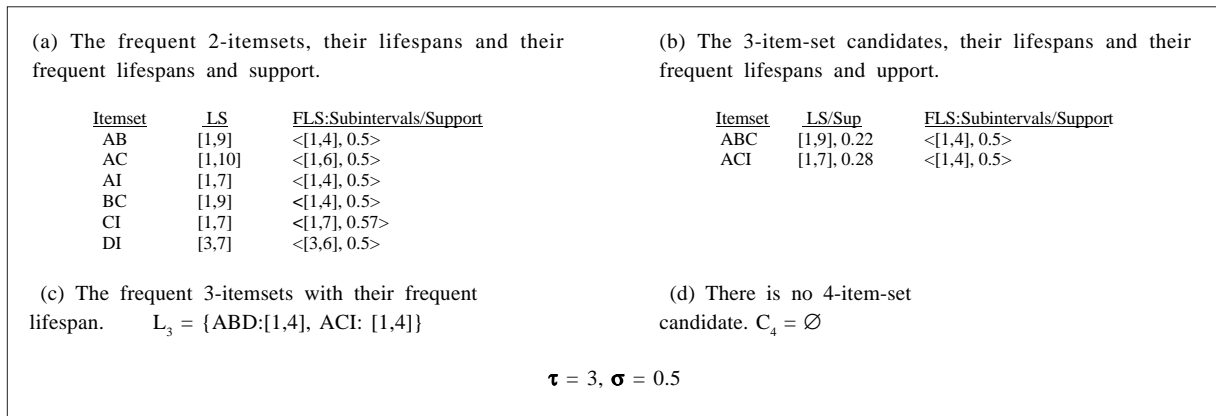 (a) The frequent 2-itemsets, their lifespans and their
frequent lifespans and support.
Itemset LS FLS:Subintervals/Support
AB [1,9] <[1,4], 0.5>
AC [1,10] <[1,6], 0.5>
AI [1,7] <[1,4], 0.5>
BC [1,9] <[1,4], 0.5>
CI [1,7] <[1,7], 0.57>
DI [3,7] <[3,6], 0.5>
(b) The 3-item-set candidates, their lifespans and their
frequent lifespans and upport.
Itemset LS/Sup FLS:Subintervals/Support
ABC [1,9], 0.22 <[1,4], 0.5>
ACI [1,7], 0.28 <[1,4], 0.5>
(c) The frequent 3-itemsets with their frequent
lifespan. L₃ = {ABD:[1,4], ACI: [1,4]}
(d) There is no 4-item-set
candidate. C₄ = ∅
τ = 3, σ = 0.5